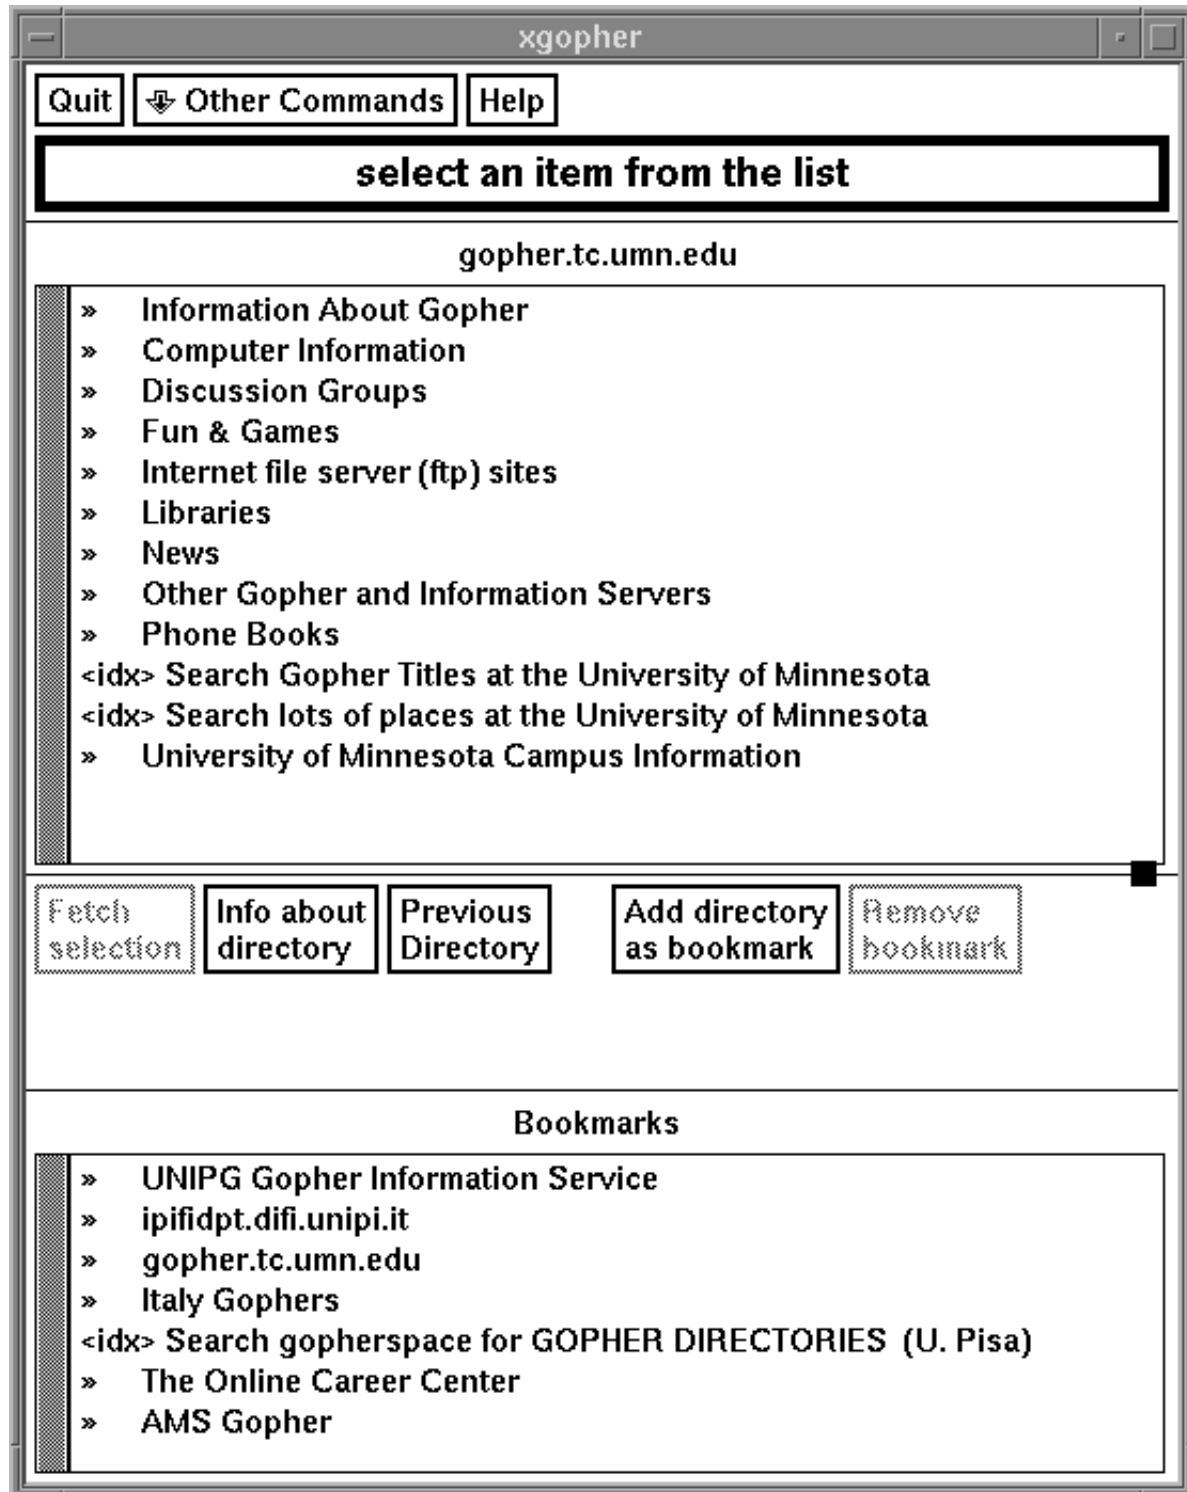 xgopher
Quit Other Commands Help
select an item from the list
gopher.tc.umn.edu
» Information About Gopher
» Computer Information
» Discussion Groups
» Fun & Games
» Internet file server (ftp) sites
» Libraries
» News
» Other Gopher and Information Servers
» Phone Books
<idx> Search Gopher Titles at the University of Minnesota
<idx> Search lots of places at the University of Minnesota
» University of Minnesota Campus Information
Fetch
selection
Info about
directory
Previous
Directory
Add directory
as bookmark
Remove
bookmark
Bookmarks
» UNIPG Gopher Information Service
» ipifidpt.difi.unipi.it
» gopher.tc.umn.edu
» Italy Gophers
<idx> Search gopherspace for GOPHER DIRECTORIES (U. Pisa)
» The Online Career Center
» AMS Gopher